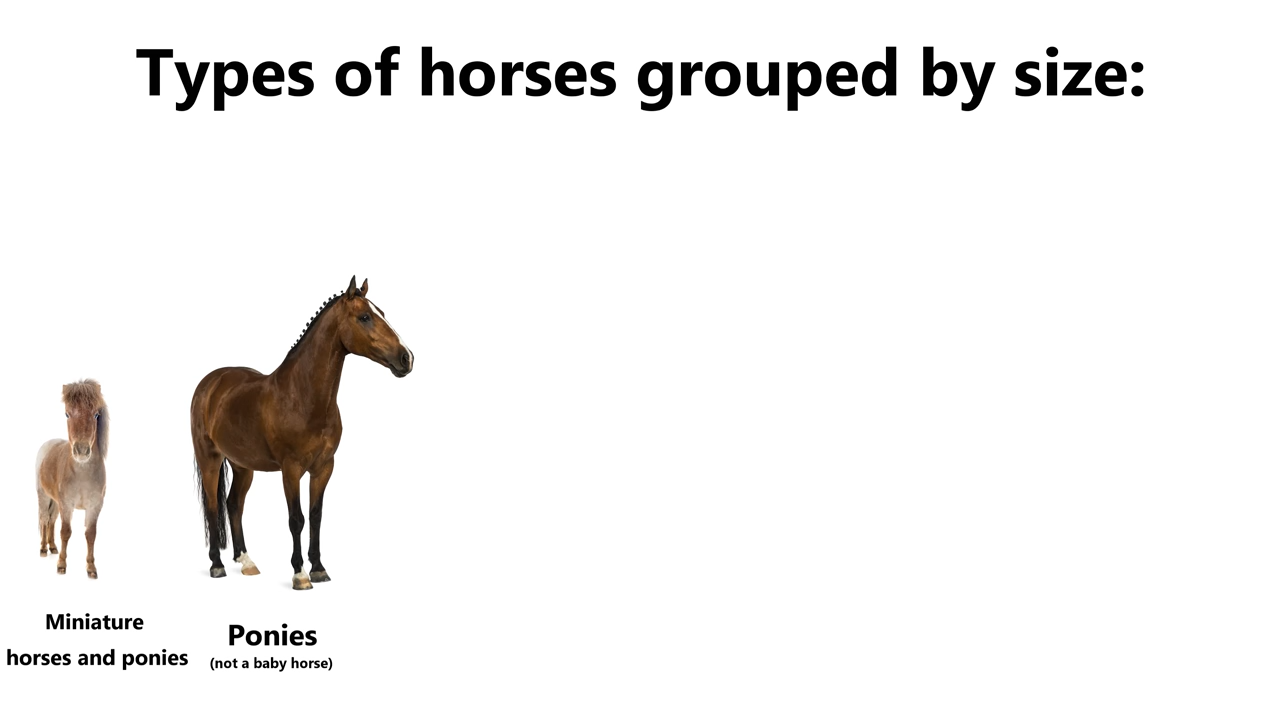 Types of horses grouped by size:
Miniature
horses and ponies
Ponies
(not a baby horse)